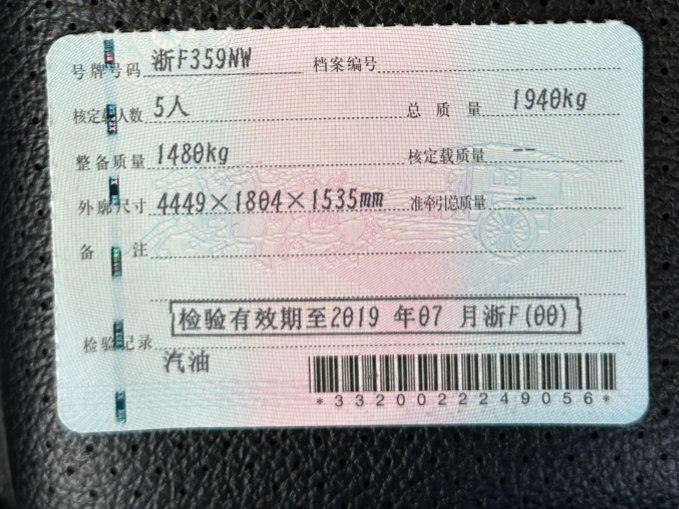 号牌号码 浙F359NW 档案编号
核定载人数 5人 总质量 1940kg
整备质量 1480kg 核定载质量 --
外廓尺寸 4449×1804×1535mm 准牵引总质量 --
备注
检验有效期至2019 年07 月浙F(00)
检验记录
汽油
*3320022249056*